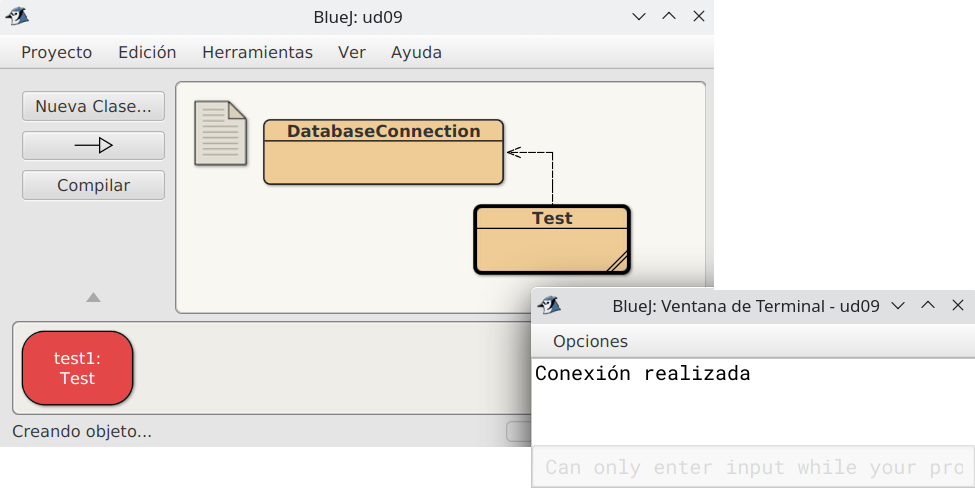 BlueJ: ud09
Proyecto Edición Herramientas Ver Ayuda
Nueva Clase...
Compilar
DatabaseConnection
Test
test1:
Test
Creando objeto...
BlueJ: Ventana de Terminal - ud09
Opciones
Conexión realizada
Can only enter input while your pro